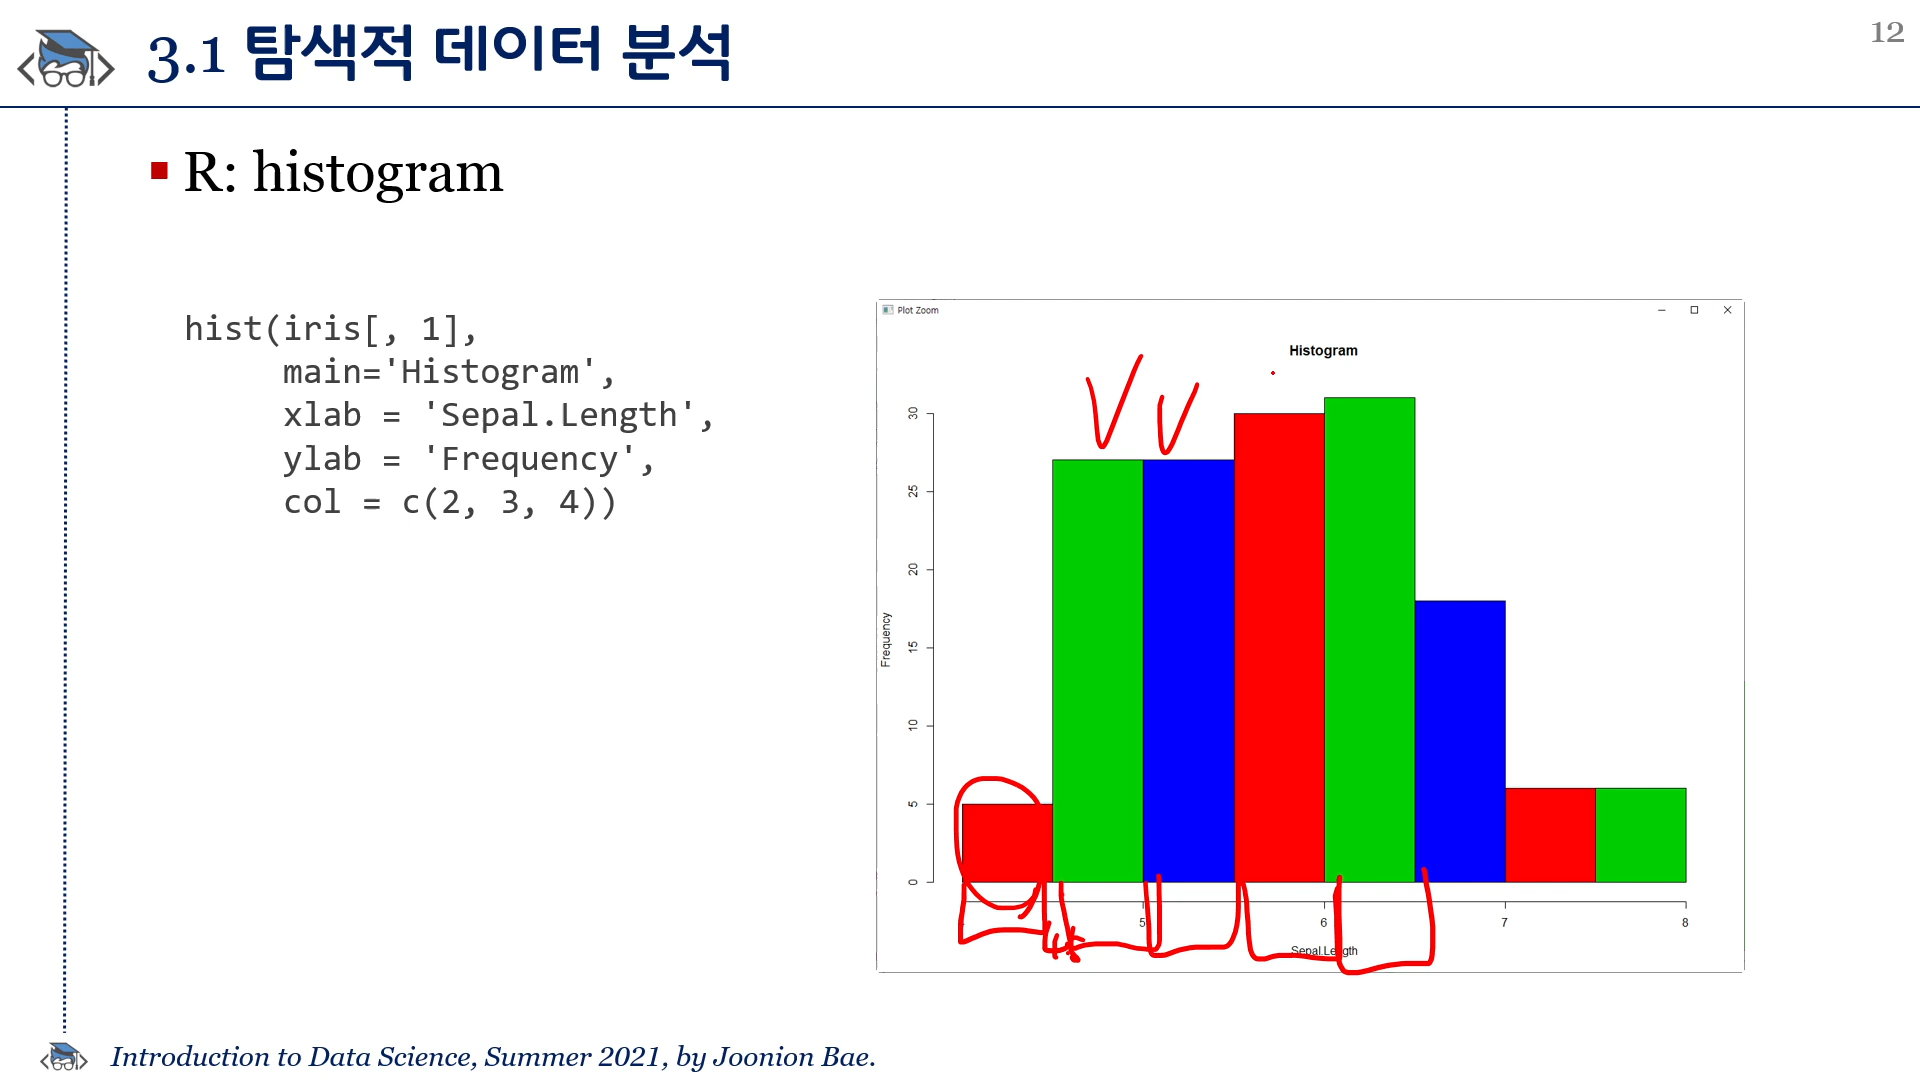 3.1 탐색적 데이터 분석
12
R: histogram
hist(iris[, 1],
main='Histogram',
xlab = 'Sepal.Length',
ylab = 'Frequency',
col = c(2, 3, 4))
Plot Zoom
Histogram
30
25
20
15
10
5
0
Frequency
5
6
7
8
Sepal.Length
Introduction to Data Science, Summer 2021, by Joonion Bae.